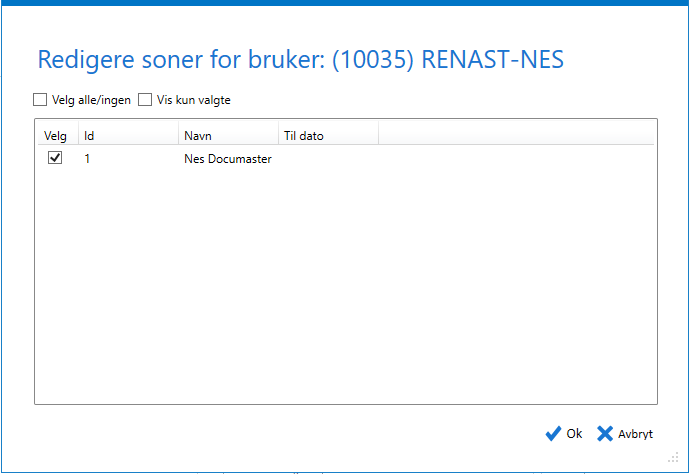 Redigere soner for bruker: (10035) RENAST-NES
Velg alle/ingen Vis kun valgte
Velg Id Navn Til dato
1 Nes Documaster
Ok Avbryt